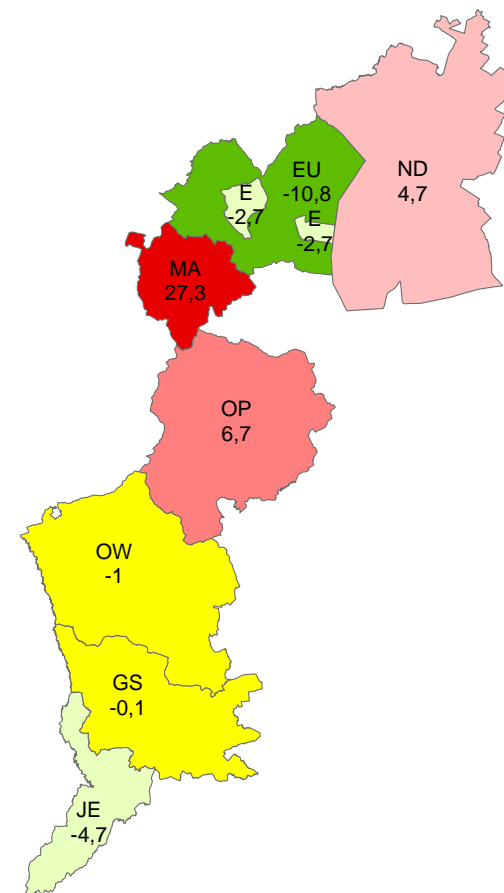 ND
4,7
EU
-10,8
E
-2,7
E
-2,7
MA
27,3
OP
6,7
OW
-1
GS
-0,1
JE
-4,7